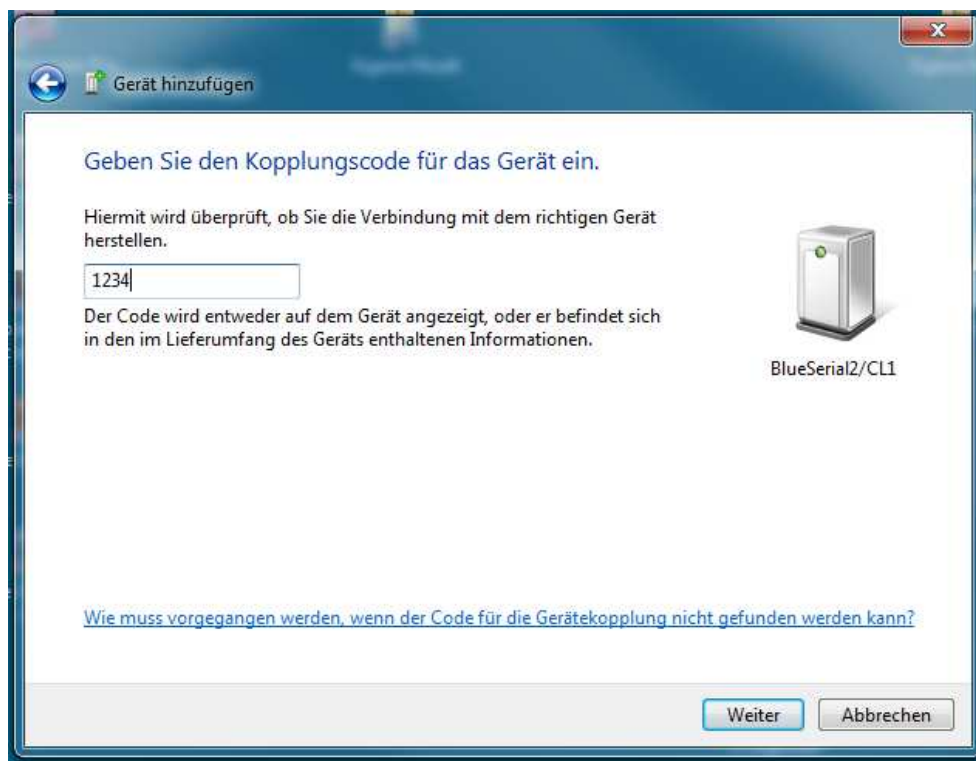 Gerät hinzufügen
Geben Sie den Kopplungscode für das Gerät ein.
Hiermit wird überprüft, ob Sie die Verbindung mit dem richtigen Gerät
herstellen.
1234
Der Code wird entweder auf dem Gerät angezeigt, oder er befindet sich
in den im Lieferumfang des Geräts enthaltenen Informationen.
BlueSerial2/CL1
Wie muss vorgegangen werden, wenn der Code für die Gerätekopplung nicht gefunden werden kann?
Weiter
Abbrechen